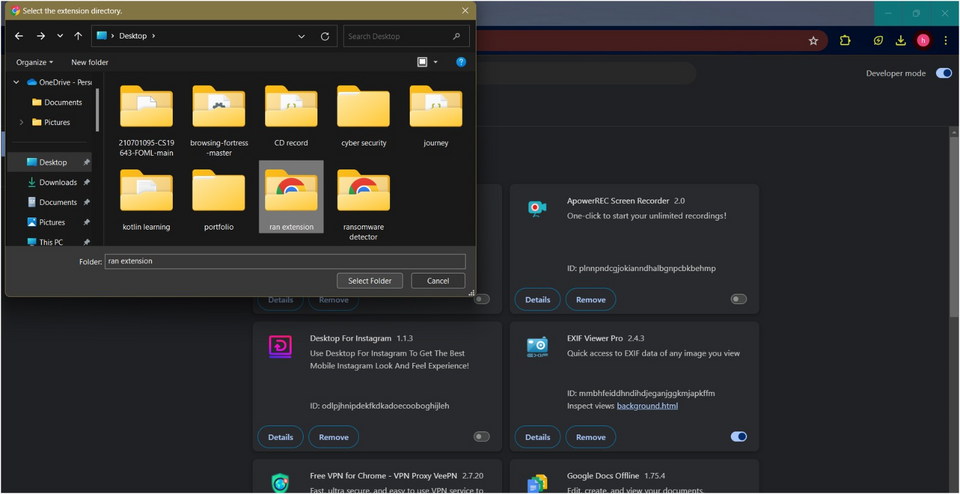 Select the extension directory.
Desktop
Search Desktop
Organize
New folder
OneDrive - Perso
Documents
Pictures
Desktop
Downloads
Documents
Pictures
This PC
210701095-CS19
643-FOML-main
browsing-fortress
-master
CD record
cyber security
journey
kotlin learning
portfolio
ran extension
ransomware
detector
Folder:
ran extension
Select Folder
Cancel
h
Developer mode
Details
Remove
ApowerREC Screen Recorder 2.0
One-click to start your unlimited recordings!
ID: plnnpndcgjokianndhalbgnpcbkbehmp
Details
Remove
Desktop For Instagram 1.1.3
Use Desktop For Instagram To Get The Best
Mobile Instagram Look And Feel Experience!
ID: odlpjhnipdekfkdkadoecooboghijleh
Details
Remove
EXIF Viewer Pro 2.4.3
Quick access to EXIF data of any image you view
ID: mmbhfeiddhndihdjeganjggkmjapkffm
Inspect views background.html
Details
Remove
Free VPN for Chrome - VPN Proxy VeePN 2.7.20
Fast, ultra secure, and easy to use VPN service to
Google Docs Offline 1.75.4
Edit, create, and view your documents